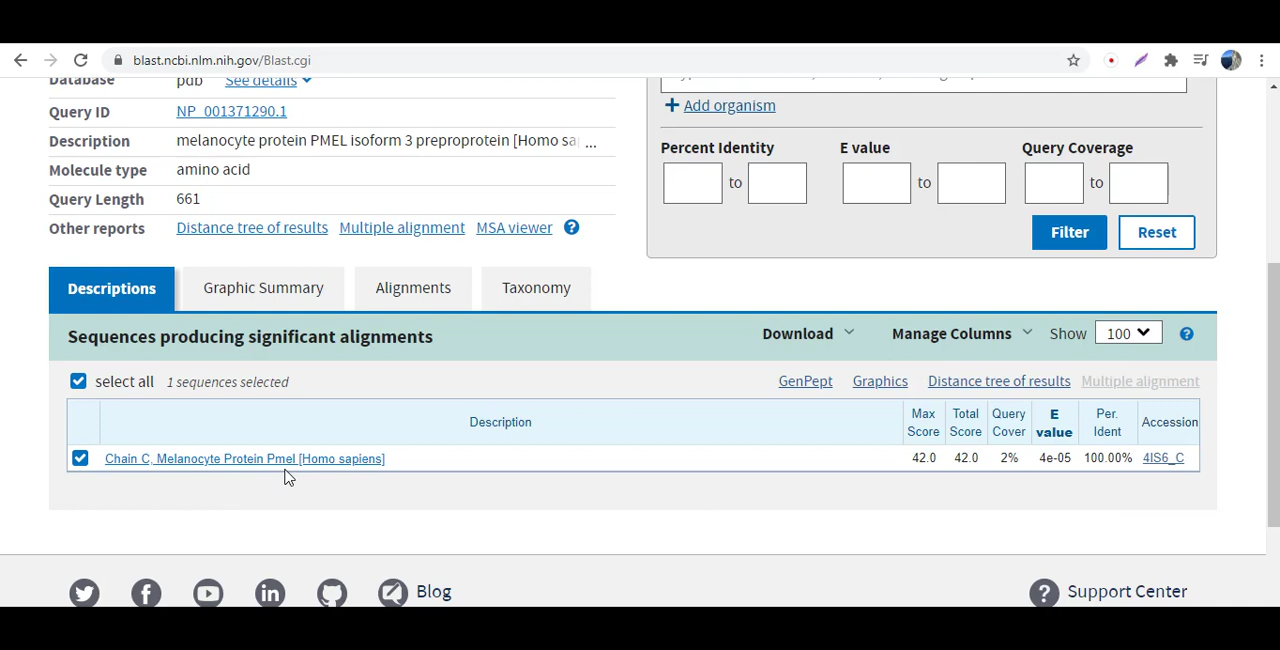 blast.ncbi.nlm.nih.gov/Blast.cgi
Database pdb See details
Query ID NP_001371290.1
Description melanocyte protein PMEL isoform 3 preproprotein [Homo sa ...
Molecule type amino acid
Query Length 661
Other reports Distance tree of results Multiple alignment MSA viewer ?
+ Add organism
Percent Identity E value Query Coverage
to to to
Filter Reset
Descriptions Graphic Summary Alignments Taxonomy
Sequences producing significant alignments Download Manage Columns Show 100 ?
select all 1 sequences selected GenPept Graphics Distance tree of results Multiple alignment
Description Max Score Total Score Query Cover E value Per. Ident Accession
Chain C, Melanocyte Protein Pmel [Homo sapiens] 42.0 42.0 2% 4e-05 100.00% 4IS6_C
Blog ? Support Center